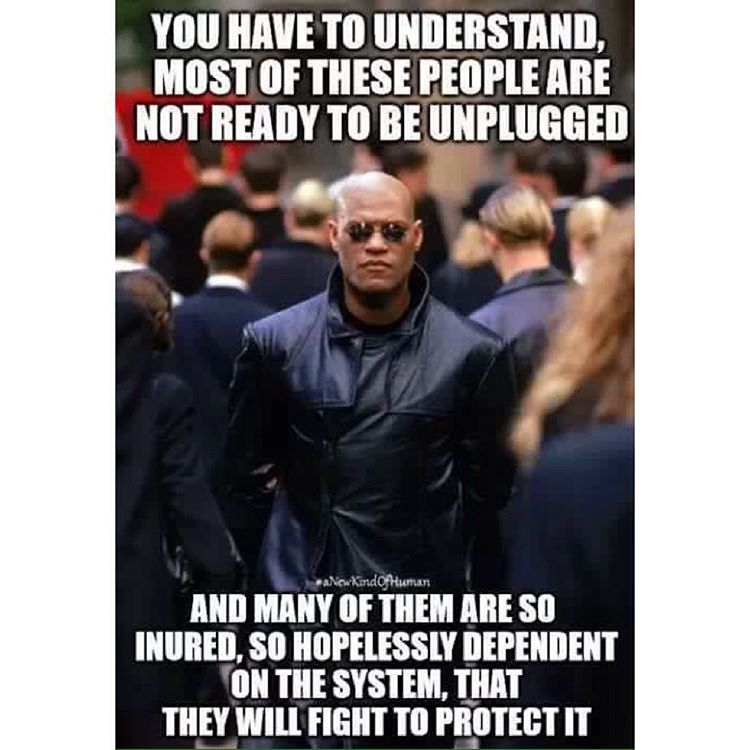 YOU HAVE TO UNDERSTAND,
MOST OF THESE PEOPLE ARE
NOT READY TO BE UNPLUGGED
#aNewKindOfHuman
AND MANY OF THEM ARE SO
INURED, SO HOPELESSLY DEPENDENT
ON THE SYSTEM, THAT
THEY WILL FIGHT TO PROTECT IT